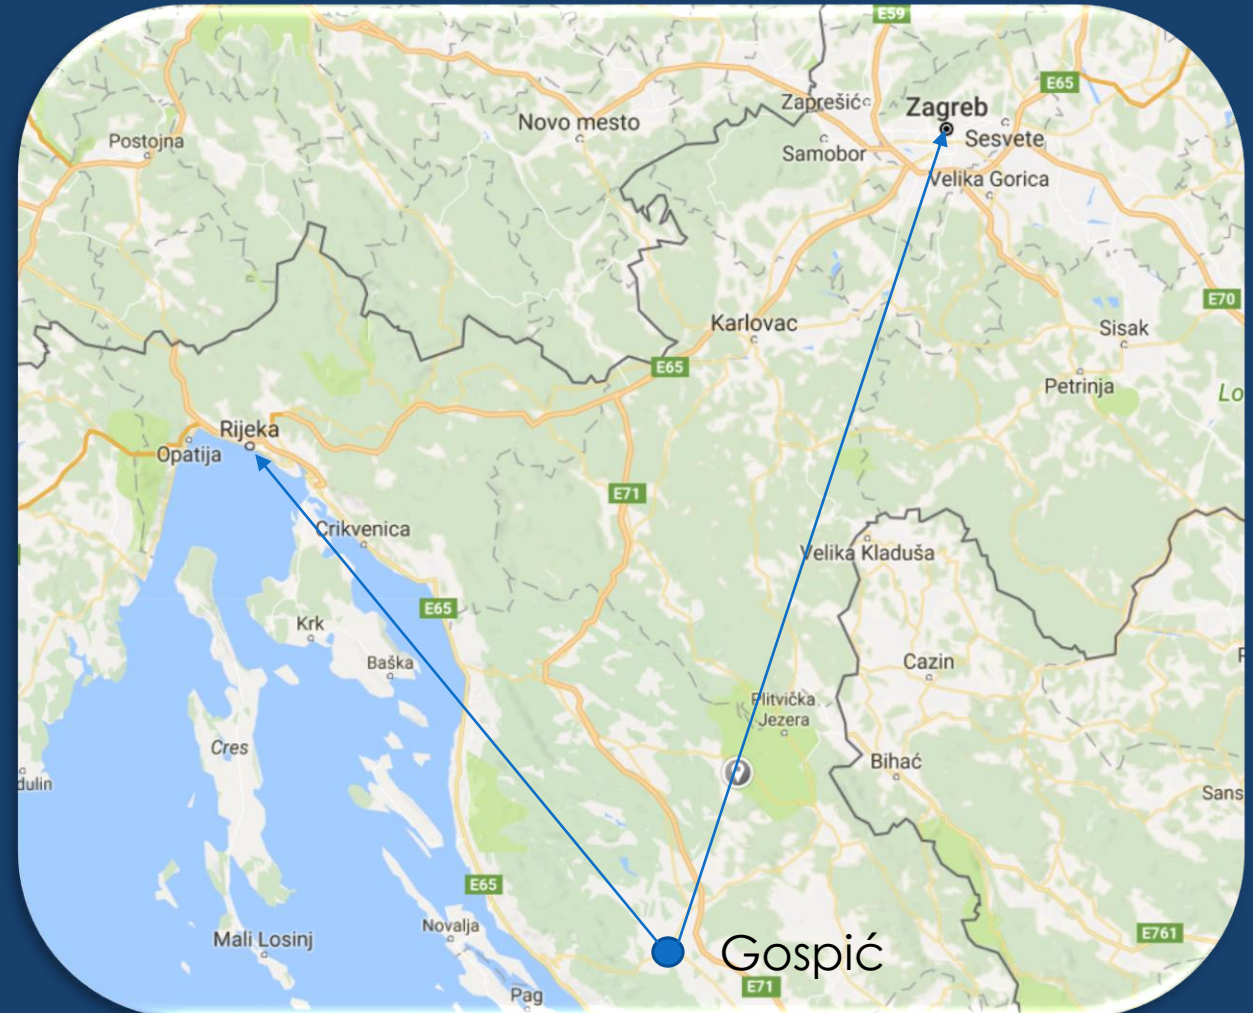 E59
E65
Zaprešić
Zagreb
Novo mesto
Postojna
Sesvete
Samobor
Velika Gorica
E70
Karlovac
Sisak
E65
Petrinja
Lo
Rijeka
Opatija
E71
Crikvenica
Velika Kladuša
E65
Krk
Baška
Cazin
Plitvička
Jezera
Cres
Bihać
dulin
Sans
E65
Novalja
Mali Losinj
E761
Gospić
E71
Pag